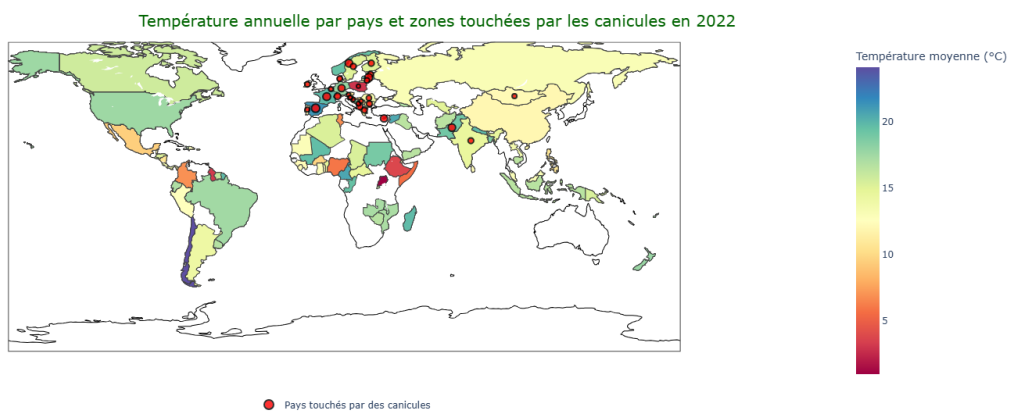 Température annuelle par pays et zones touchées par les canicules en 2022
Température moyenne (°C)
20
15
10
5
Pays touchés par des canicules